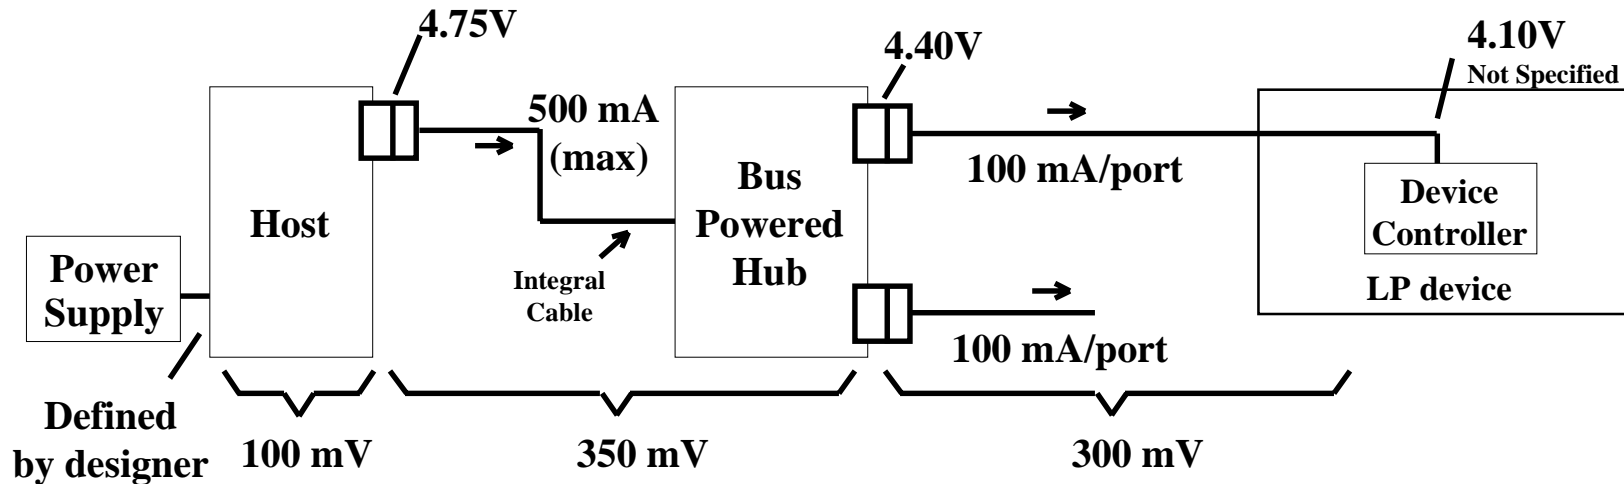 4.75V
4.40V
4.10V
Not Specified
500 mA
(max)
100 mA/port
Host
Bus
Powered
Hub
Device
Controller
LP device
Power
Supply
Integral
Cable
100 mA/port
Defined
by designer
100 mV
350 mV
300 mV